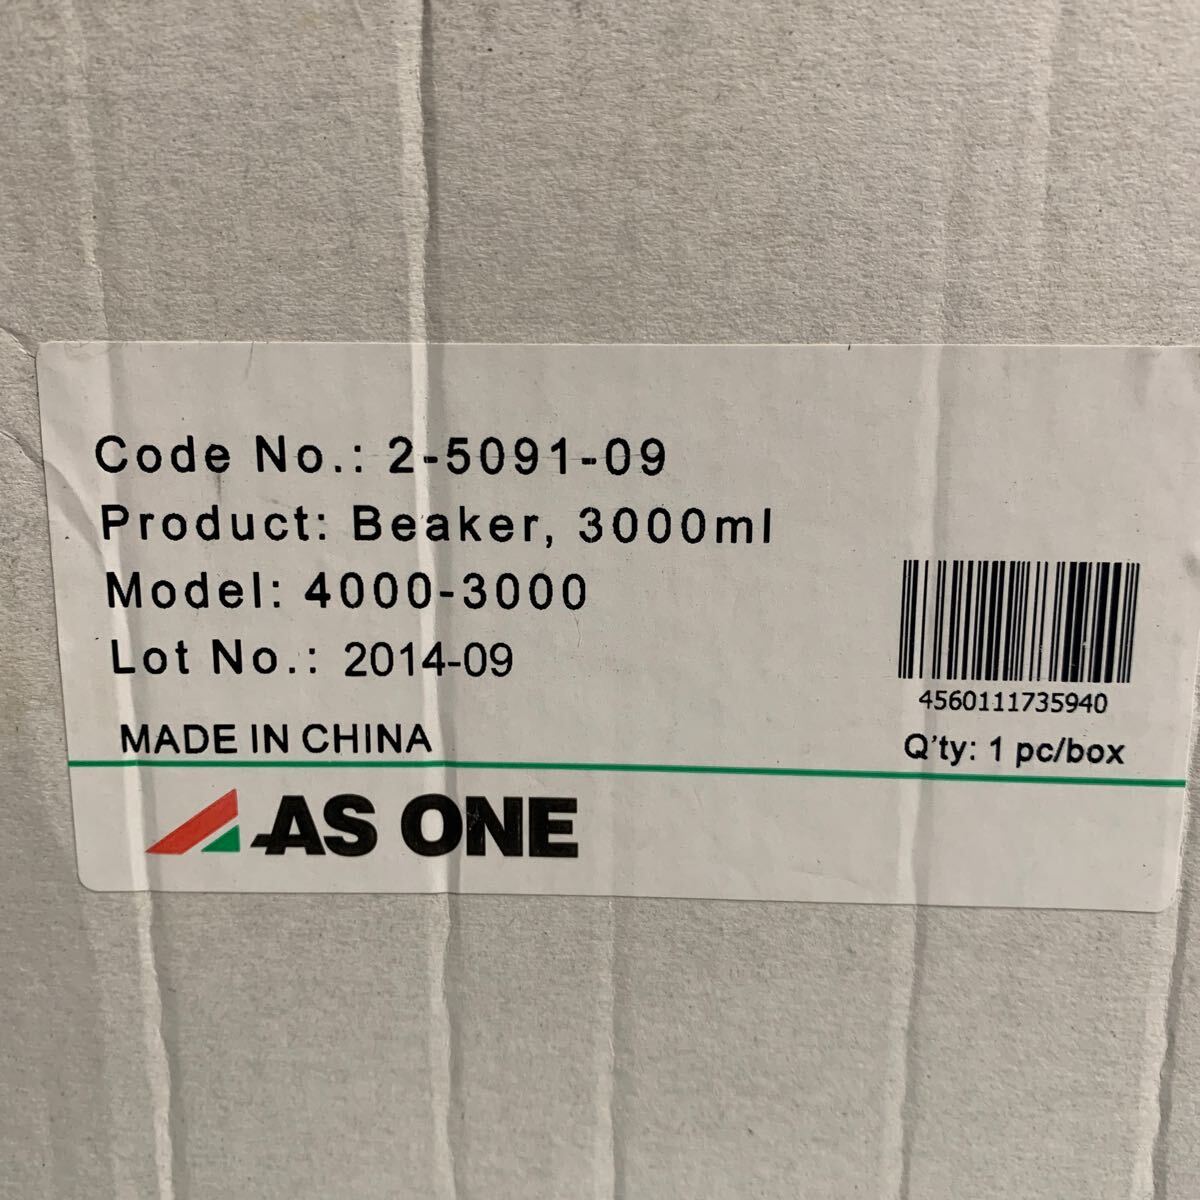 Code No.: 2-5091-09
Product: Beaker, 3000ml
Model: 4000-3000
Lot No.: 2014-09
4560111735940
MADE IN CHINA
Q'ty: 1 pc/box
AS ONE